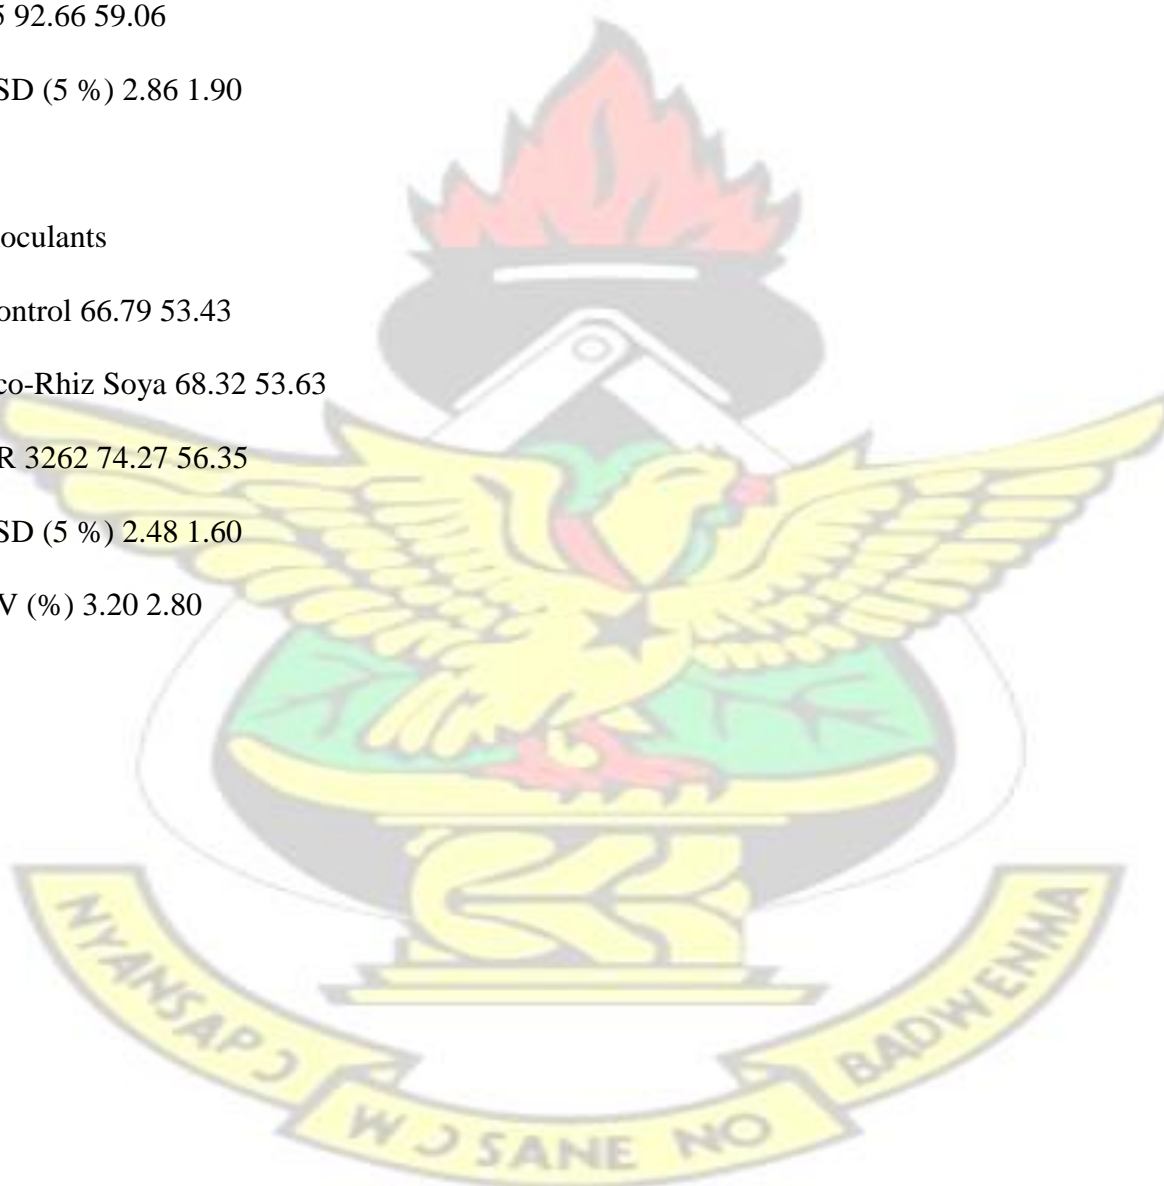 5 92.66 59.06
SD (5 %) 2.86 1.90
oculants
ontrol 66.79 53.43
co-Rhiz Soya 68.32 53.63
R 3262 74.27 56.35
SD (5 %) 2.48 1.60
V (%) 3.20 2.80
NYANSAPƆ
WƆSANE NO
BADWENMA